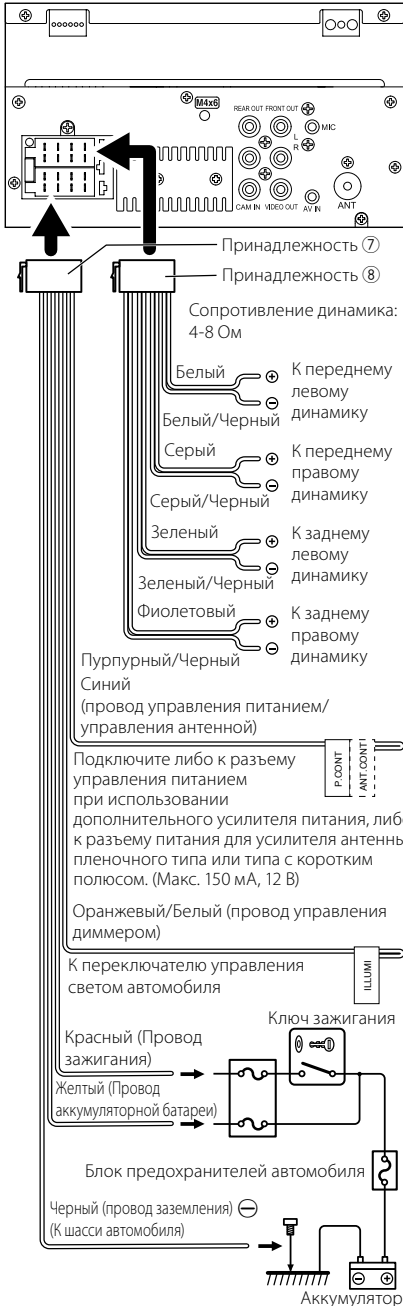 M4x6
REAR OUT FRONT OUT
L
R
MIC
CAM IN VIDEO OUT AV IN ANT
Принадлежность ⑦
Принадлежность ⑧
Сопротивление динамика:
4-8 Ом
Белый
⊕
⊖
Белый/Черный
К переднему
левому
динамику
Серый
⊕
⊖
Серый/Черный
К переднему
правому
динамику
Зеленый
⊕
⊖
Зеленый/Черный
К заднему
левому
динамику
Фиолетовый
⊕
⊖
Пурпурный/Черный
К заднему
правому
динамику
Синий
(провод управления питанием/
управления антенной)
P.CONT
ANT.CONT
Подключите либо к разъему
управления питанием
при использовании
дополнительного усилителя питания, либо
к разъему питания для усилителя антенны
пленочного типа или типа с коротким
полюсом. (Макс. 150 мА, 12 В)
Оранжевый/Белый (провод управления
диммером)
ILLUMI
К переключателю управления
светом автомобиля
Ключ зажигания
Красный (Провод
зажигания)
Желтый (Провод
аккумуляторной батареи)
Блок предохранителей автомобиля
Черный (провод заземления) ⊖
(К шасси автомобиля)
⊖ ⊕
Аккумулятор